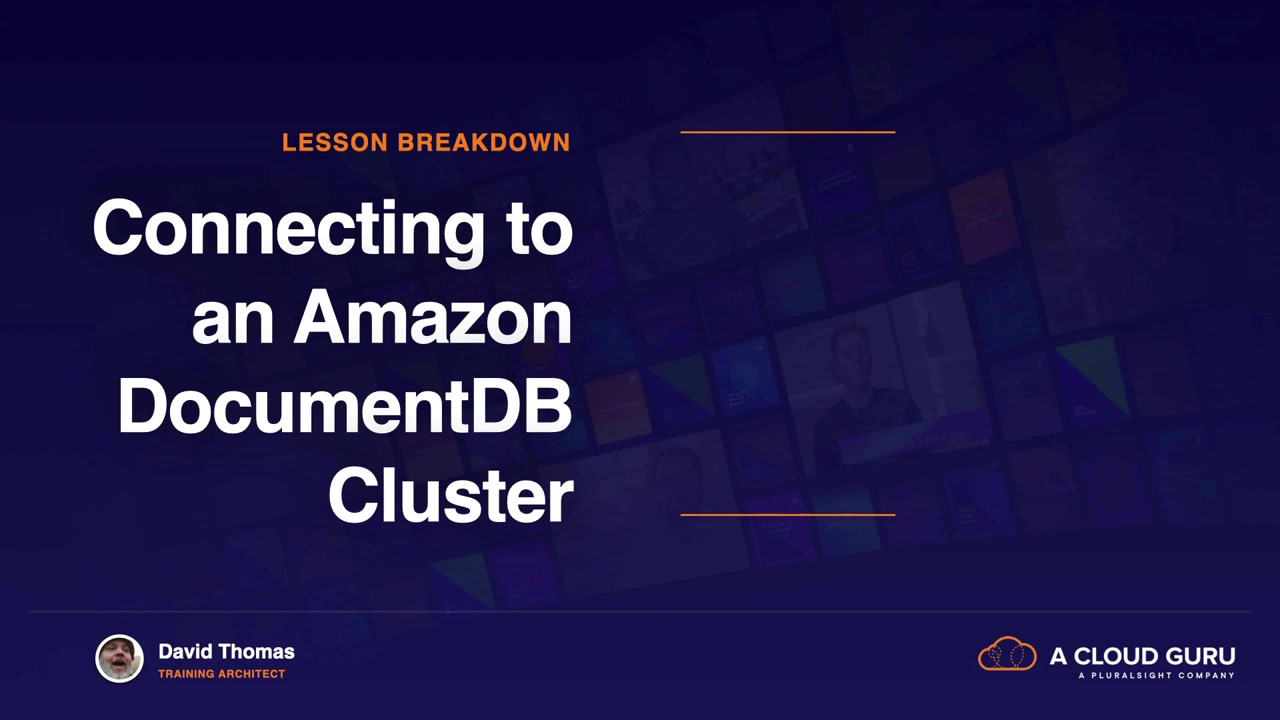 LESSON BREAKDOWN
Connecting to
an Amazon
DocumentDB
Cluster
David Thomas
TRAINING ARCHITECT
A CLOUD GURU
A PLURALSIGHT COMPANY